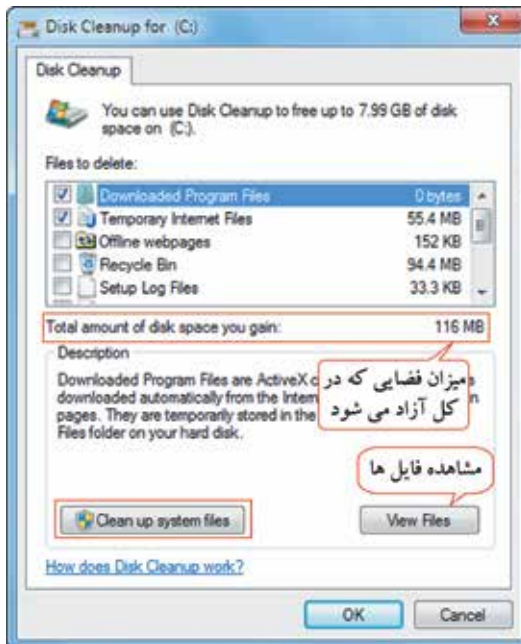 Disk Cleanup for (C:)
Disk Cleanup
You can use Disk Cleanup to free up to 7.99 GB of disk
space on (C:).
Files to delete:
Downloaded Program Files 0 bytes
Temporary Internet Files 55.4 MB
Offline webpages 152 KB
Recycle Bin 94.4 MB
Setup Log Files 33.3 KB
Total amount of disk space you gain: 116 MB
Description
Downloaded Program Files are ActiveX
downloaded automatically from the
pages. They are temporarily stored in the
Files folder on your hard disk.
میزان فضایی که در
کل آزاد می شود
مشاهده فایل ها
Clean up system files
View Files
How does Disk Cleanup work?
OK Cancel